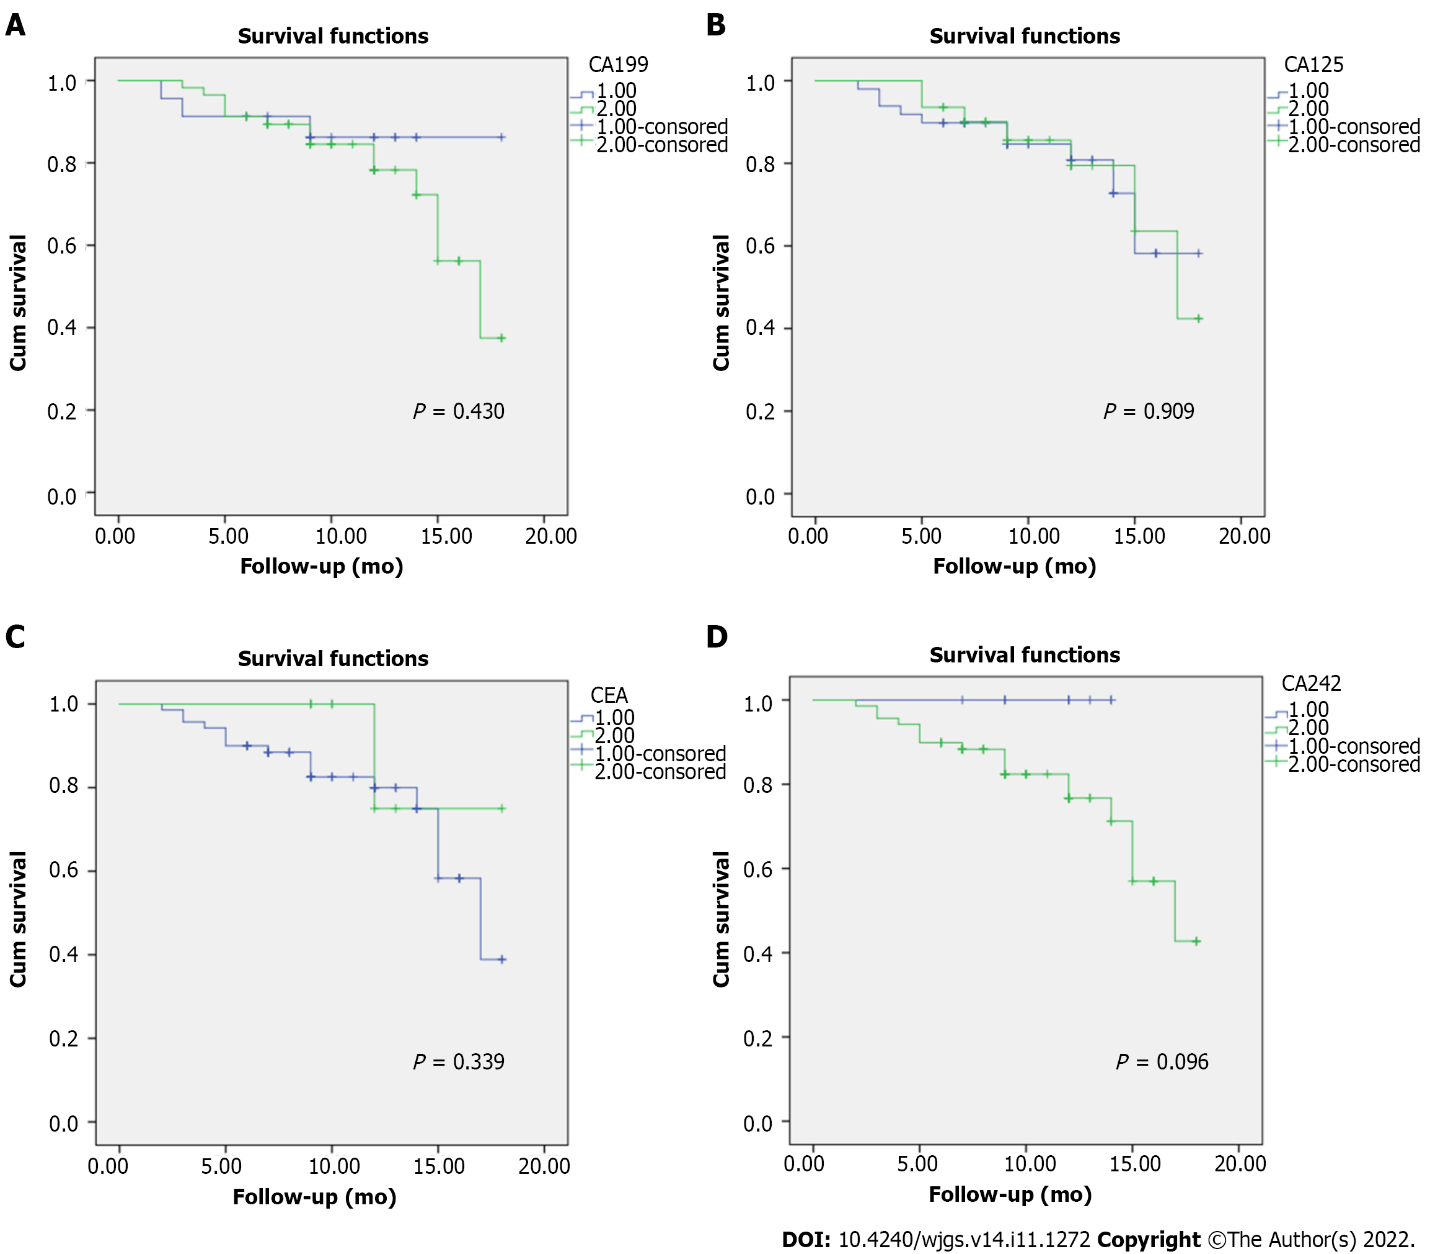 A
Survival functions
CA199
1.00
2.00
1.00-consored
2.00-consored
1.0
0.8
0.6
0.4
0.2
0.0
Cum survival
P = 0.430
0.00 5.00 10.00 15.00 20.00
Follow-up (mo)
B
Survival functions
CA125
1.00
2.00
1.00-consored
2.00-consored
1.0
0.8
0.6
0.4
0.2
0.0
Cum survival
P = 0.909
0.00 5.00 10.00 15.00 20.00
Follow-up (mo)
C
Survival functions
CEA
1.00
2.00
1.00-consored
2.00-consored
1.0
0.8
0.6
0.4
0.2
0.0
Cum survival
P = 0.339
0.00 5.00 10.00 15.00 20.00
Follow-up (mo)
D
Survival functions
CA242
1.00
2.00
1.00-consored
2.00-consored
1.0
0.8
0.6
0.4
0.2
0.0
Cum survival
P = 0.096
0.00 5.00 10.00 15.00 20.00
Follow-up (mo)
DOI: 10.4240/wjgs.v14.i11.1272 Copyright ©The Author(s) 2022.